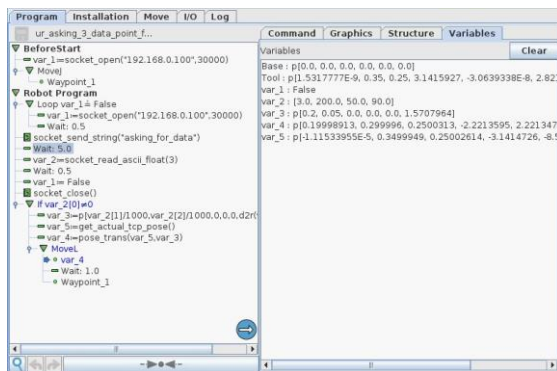 Program Installation Move I/O Log
ur_asking_3_data_point_f...
BeforeStart
var_1:=socket_open("192.168.0.100",30000)
MoveJ
Waypoint_1
Robot Program
Loop var_1≟ False
var_1:=socket_open("192.168.0.100",30000)
Wait: 0.5
socket_send_string("asking_for_data")
Wait: 5.0
var_2:=socket_read_ascii_float(3)
Wait: 0.5
var_1:= False
socket_close()
If var_2[0]≠0
var_3:=p[var_2[1]/1000,var_2[2]/1000,0,0,0,d2r(
var_5:=get_actual_tcp_pose()
var_4:=pose_trans(var_5,var_3)
MoveL
var_4
Wait: 1.0
Waypoint_1
Command Graphics Structure Variables
Variables
Clear
Base : p[0.0, 0.0, 0.0, 0.0, 0.0, 0.0]
Tool : p[1.5317777E-9, 0.35, 0.25, 3.1415927, -3.0639338E-8, 2.82
var_1 : False
var_2 : [3.0, 200.0, 50.0, 90.0]
var_3 : p[0.2, 0.05, 0.0, 0.0, 0.0, 1.5707964]
var_4 : p[0.19998913, 0.299996, 0.2500313, -2.2213595, 2.221347
var_5 : p[-1.11533955E-5, 0.3499949, 0.25002614, -3.1414726, -8.5